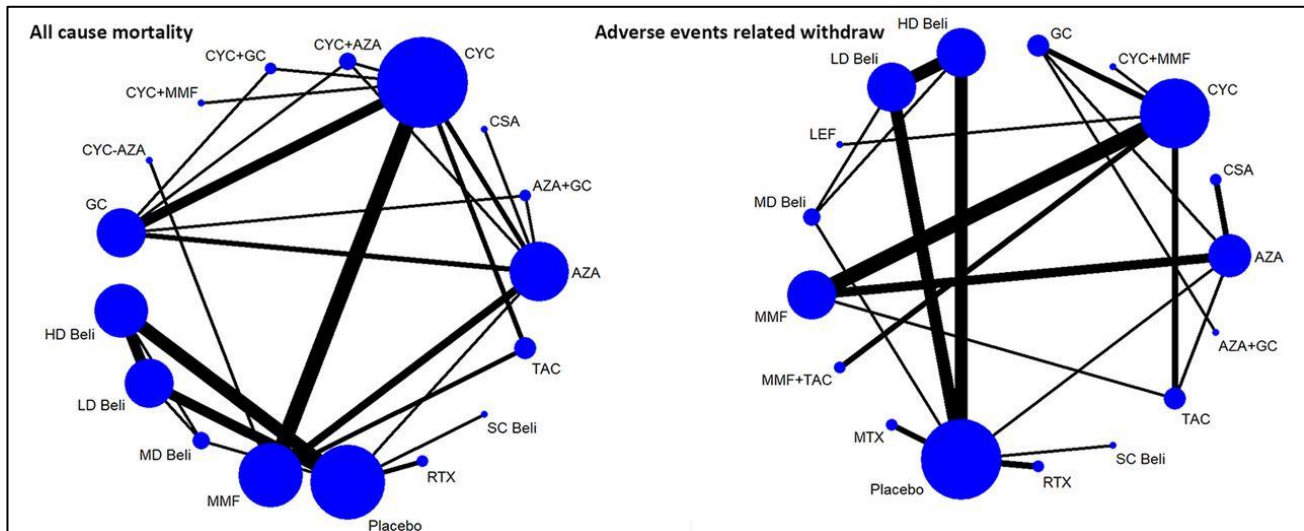 All cause mortality
CYC+AZA
CYC
CYC+GC
CYC+MMF
CSA
CYC-AZA
AZA+GC
GC
AZA
HD Beli
TAC
LD Beli
SC Beli
MD Beli
RTX
MMF
Placebo
Adverse events related withdraw
HD Beli
GC
LD Beli
CYC+MMF
CYC
LEF
CSA
MD Beli
AZA
MMF
AZA+GC
MMF+TAC
TAC
MTX
SC Beli
RTX
Placebo